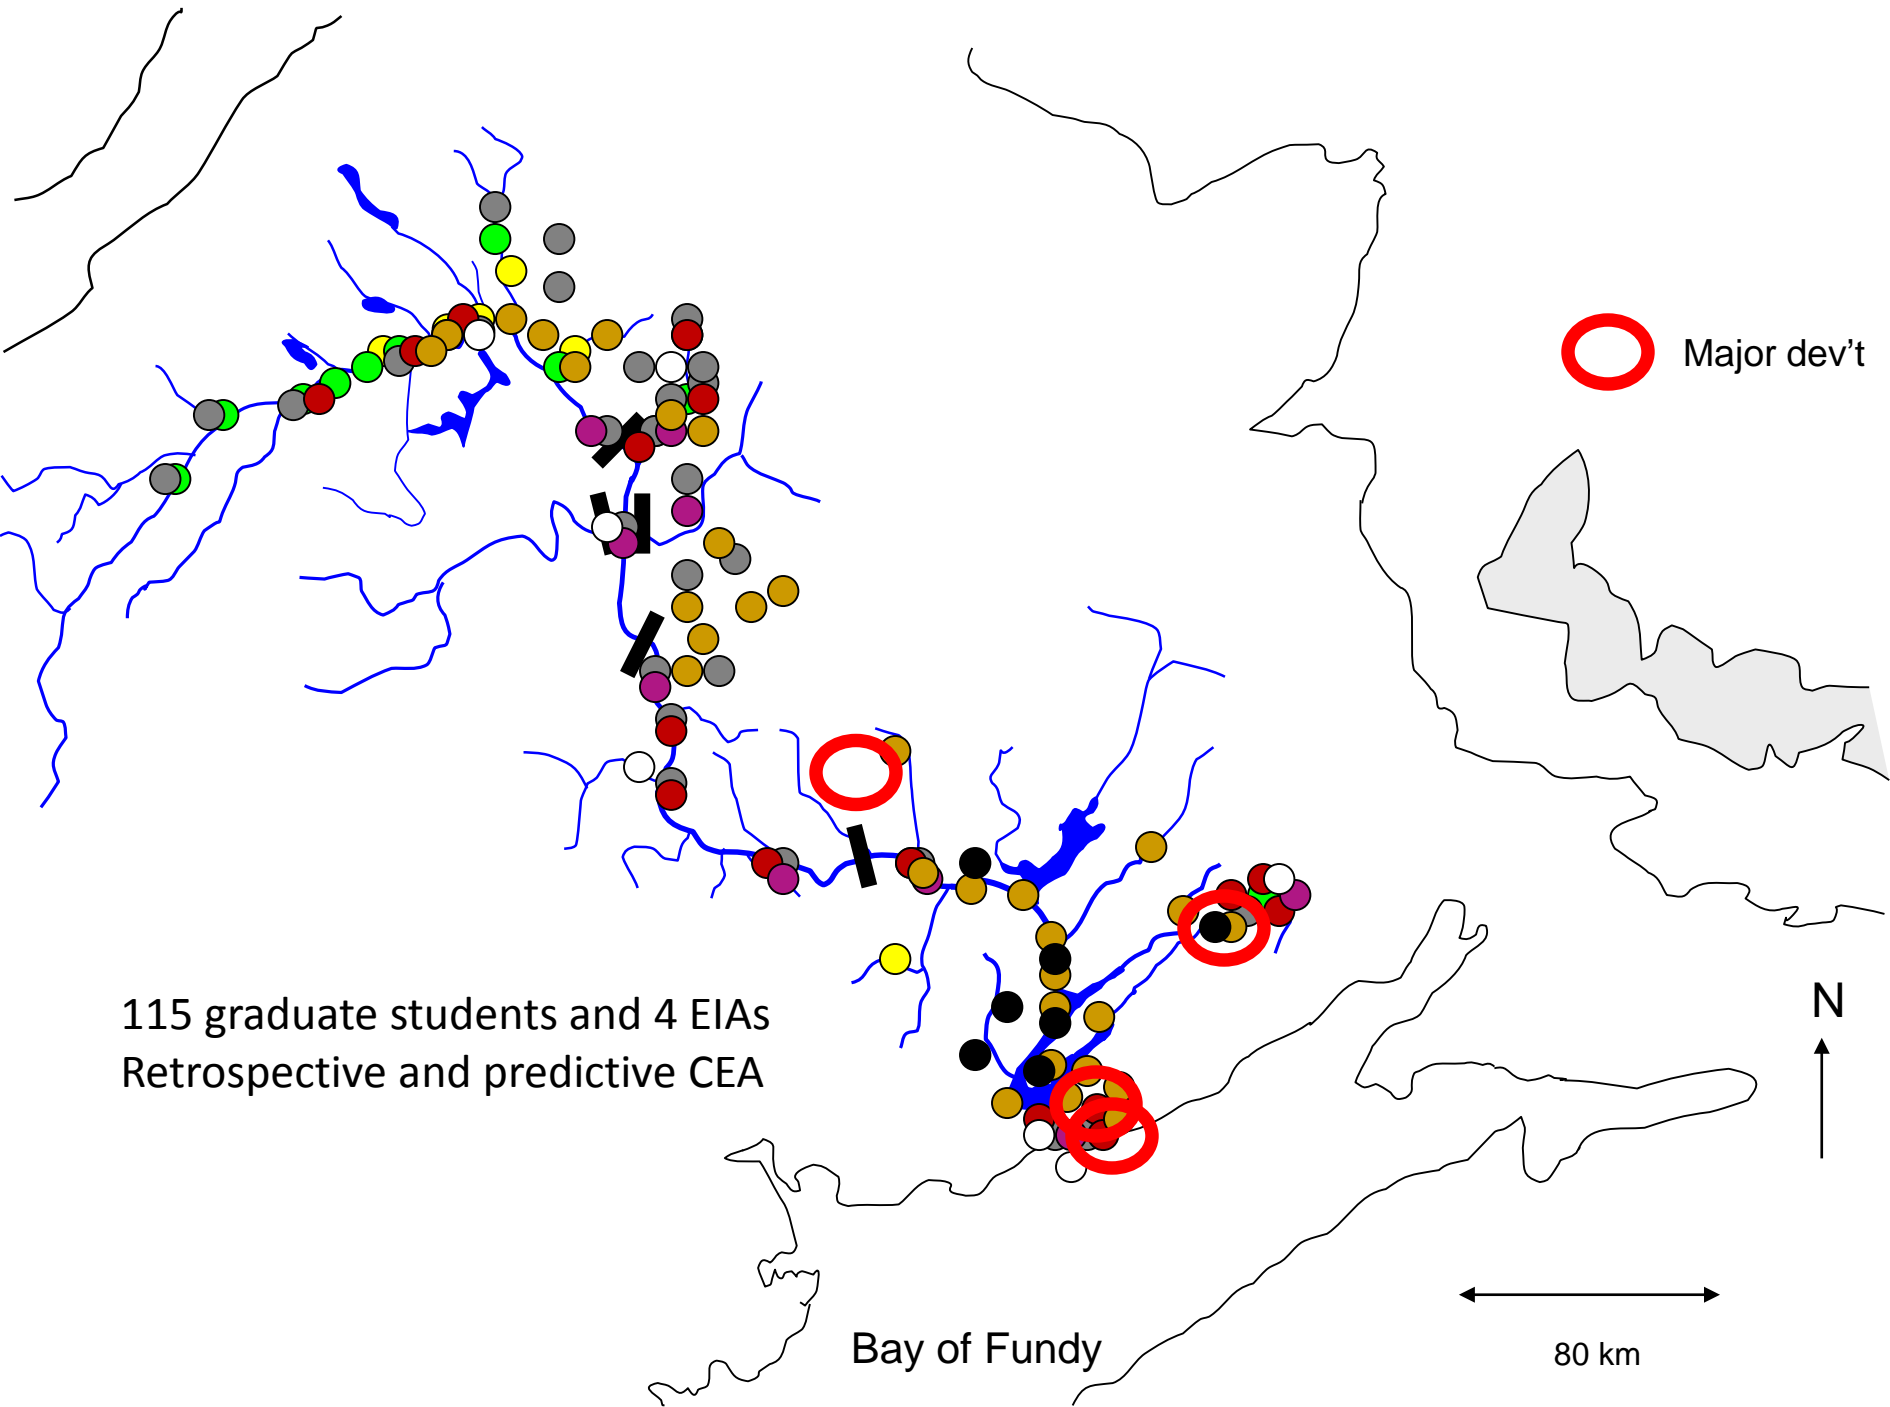 Major dev't
115 graduate students and 4 EIAs
Retrospective and predictive CEA
N
Bay of Fundy
80 km